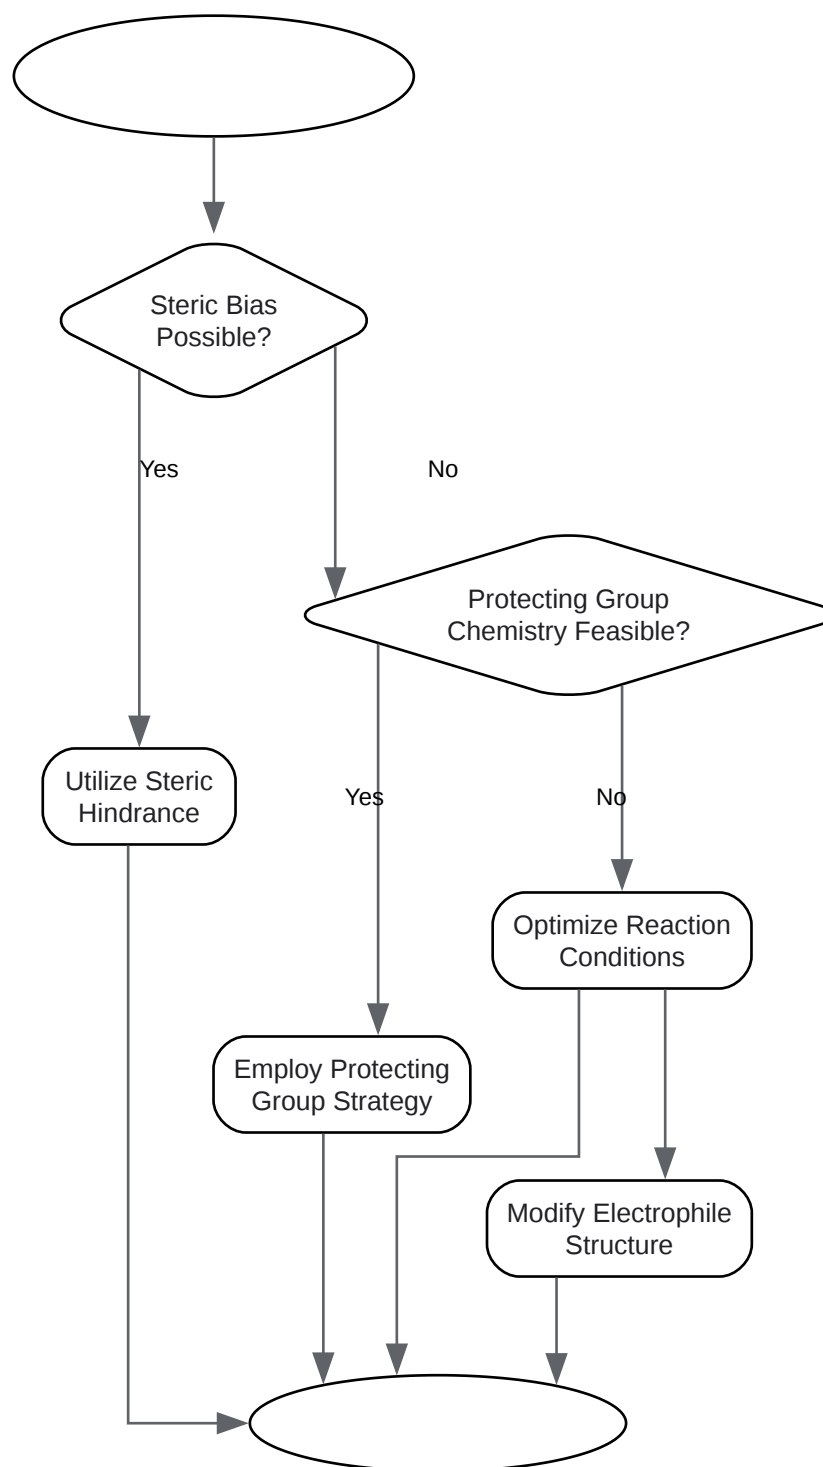 Steric Bias
Possible?
Yes
No
Protecting Group
Chemistry Feasible?
Utilize Steric
Hindrance
Yes
No
Optimize Reaction
Conditions
Employ Protecting
Group Strategy
Modify Electrophile
Structure